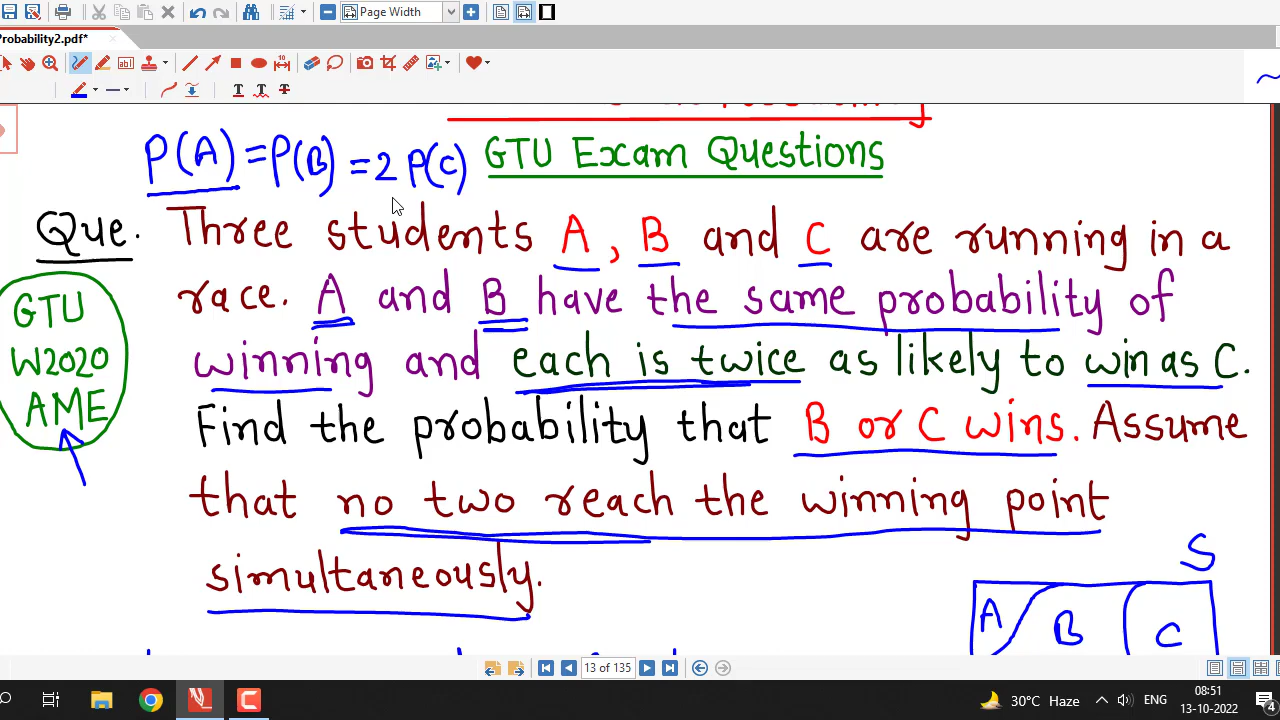 Page Width
Probability2.pdf*
P(A) = P(B) = 2 P(C)
GTU Exam Questions
Que. Three students A, B and C are running in a
race. A and B have the same probability of
winning and each is twice as likely to win as C.
Find the probability that B or C wins. Assume
that no two reach the winning point
simultaneously.
GTU
W2020
AME
S
A B C
13 of 135
30°C Haze
ENG
08:51
13-10-2022